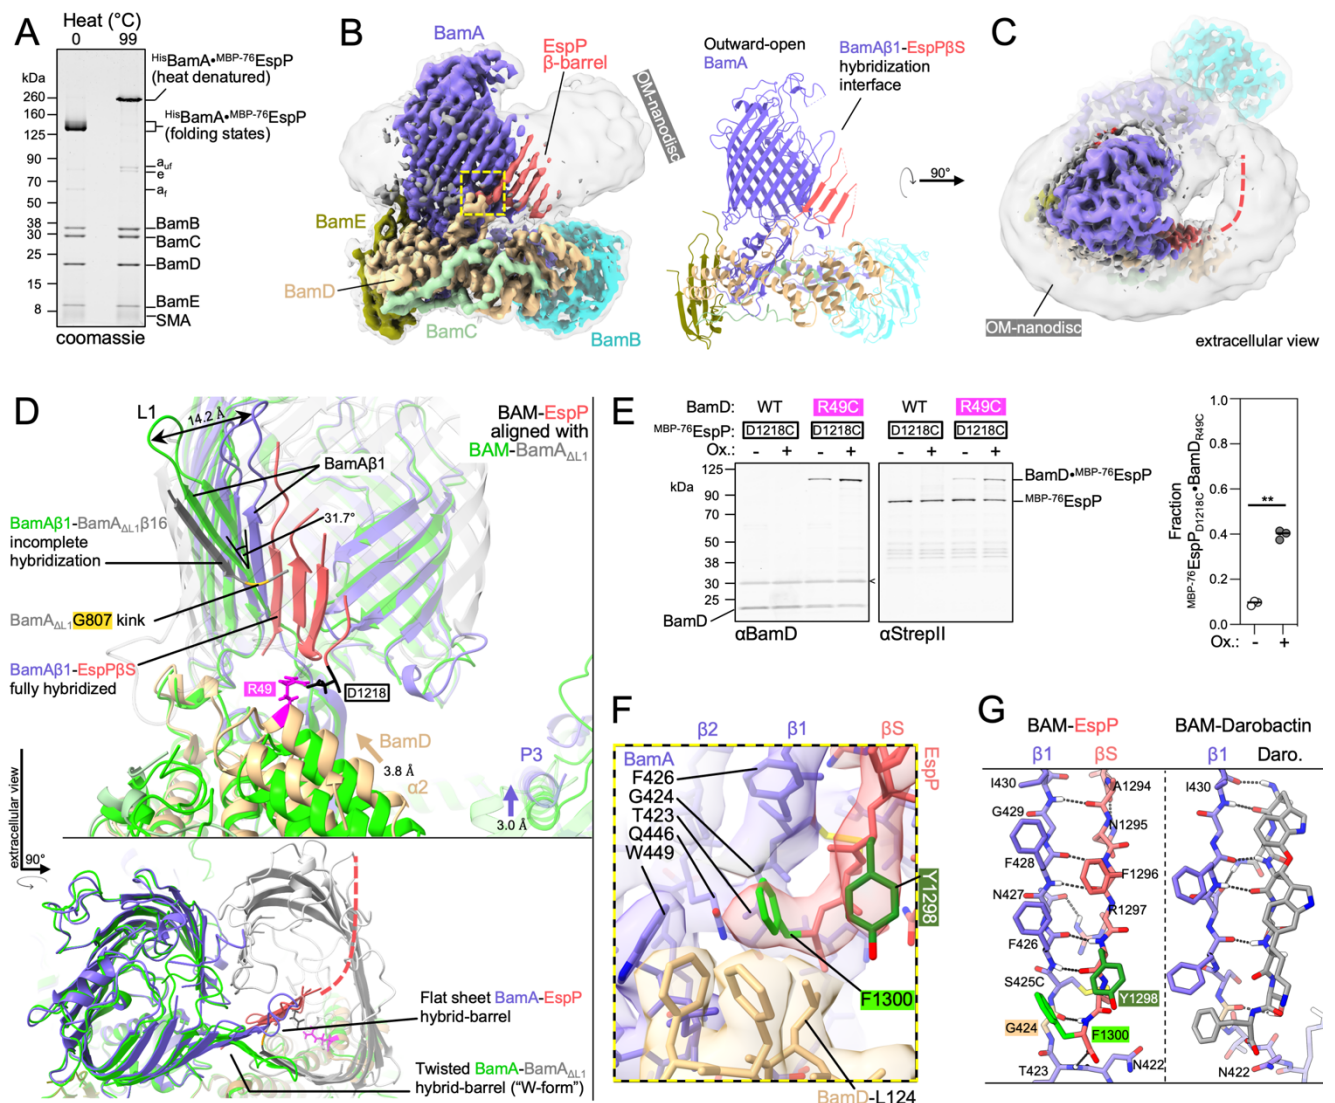 A
Heat (°C)
0 99
kDa
260
160
125
90
70
50
38
30
25
15
8
HisBamA•MBP-76EspP
(heat denatured)
HisBamA•MBP-76EspP
(folding states)
auf
e
af
BamB
BamC
BamD
BamE
SMA
coomassie
B
BamA
EspP
β-barrel
OM-nanodisc
BamE
BamD
BamC
BamB
Outward-open
BamA
BamAβ1-EspPβS
hybridization
interface
90°
C
OM-nanodisc
extracellular view
D
L1
14.2 Å
BAM-EspP
aligned with
BAM-BamAΔL1
BamAβ1
31.7°
BamAβ1-BamAΔL1β16
incomplete
hybridization
BamAΔL1G807 kink
BamAβ1-EspPβS
fully hybridized
R49
D1218
BamD
3.8 Å
α2
P3
3.0 Å
extracellular view
90°
Flat sheet BamA-EspP
hybrid-barrel
Twisted BamA-BamAΔL1
hybrid-barrel (“W-form”)
E
BamD: WT R49C WT R49C
MBP-76EspP: D1218C D1218C D1218C D1218C
Ox.: - + - + - + - +
kDa
125
90
70
50
30
25
BamD
<
BamD•MBP-76EspP
MBP-76EspP
αBamD
αStrepII
Fraction
MBP-76EspPD1218C•BamDR49C
1.0
0.8
0.6
0.4
0.2
0.0
**
Ox.: - +
F
β2 β1 βS
BamA
F426
G424
T423
Q446
W449
EspP
Y1298
F1300
BamD-L124
G
BAM-EspP BAM-Darobactin
β1 βS β1 Daro.
I430
G429
F428
N427
F426
S425C
G424
T423
A1294
N1295
F1296
R1297
Y1298
F1300
N422
I430
N422